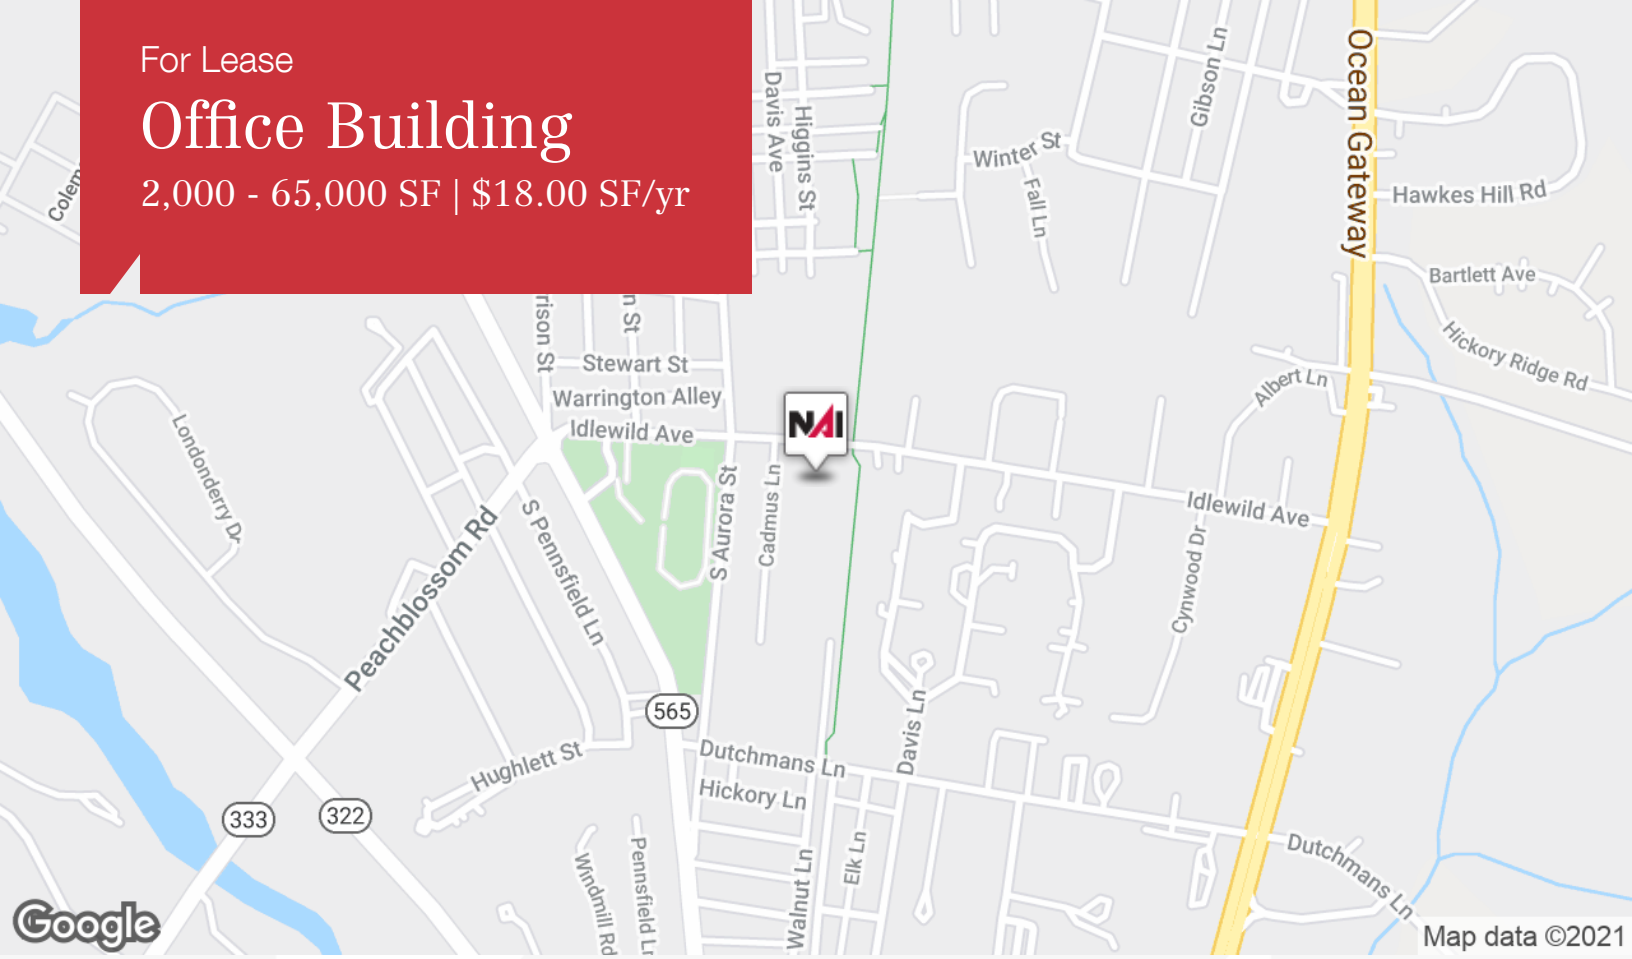 For Lease
Office Building
2,000 - 65,000 SF | $18.00 SF/yr
Davis Ave
Higgins St
Gibson Ln
Ocean Gateway
Winter St
Fall Ln
Hawkes Hill Rd
Bartlett Ave
Hickory Ridge Rd
Colem
rison St
n St
Stewart St
Warrington Alley
Idlewild Ave
NAI
Albert Ln
Londonderry Dr
Peachblossom Rd
S Pennsfield Ln
S Aurora St
Cadmus Ln
Idlewild Ave
Cynwood Dr
565
Davis Ln
Hughlett St
Dutchmans Ln
Hickory Ln
333
322
Windmill Rd
Pennsfield Ln
Walnut Ln
Elk Ln
Dutchmans Ln
Google
Map data ©2021